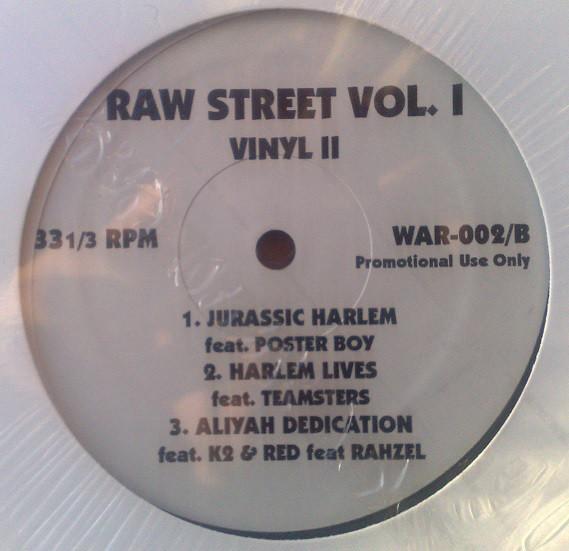 RAW STREET VOL. I
VINYL II
33 1/3 RPM
WAR-002/B
Promotional Use Only
1. JURASSIC HARLEM
feat. POSTER BOY
2. HARLEM LIVES
feat. TEAMSTERS
3. ALIYAH DEDICATION
feat. K2 & RED feat RAHZEL